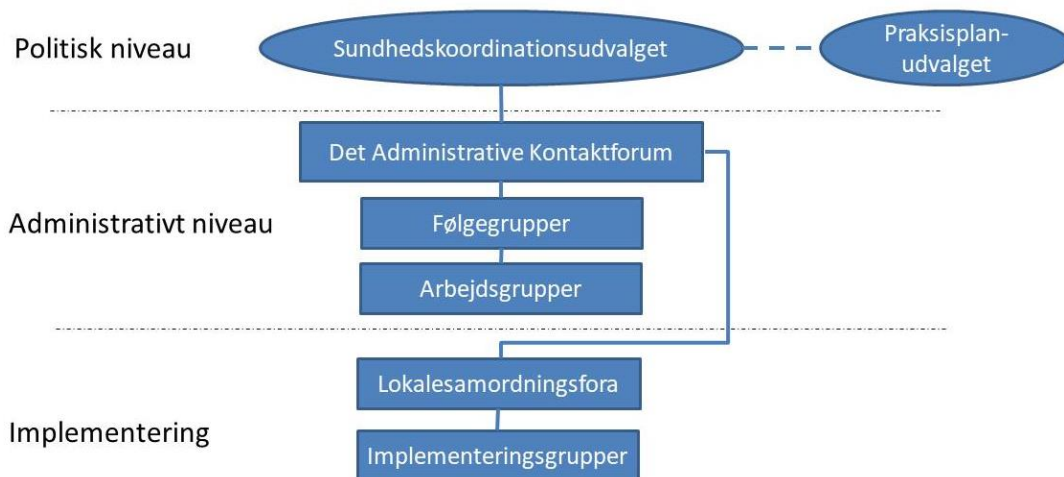 Politisk niveau
Sundhedskoordinationsudvalget
Praksisplan-
udvalget
Det Administrative Kontaktforum
Administrativt niveau
Følgegrupper
Arbejdsgrupper
Lokalesamordningsfora
Implementering
Implementeringsgrupper